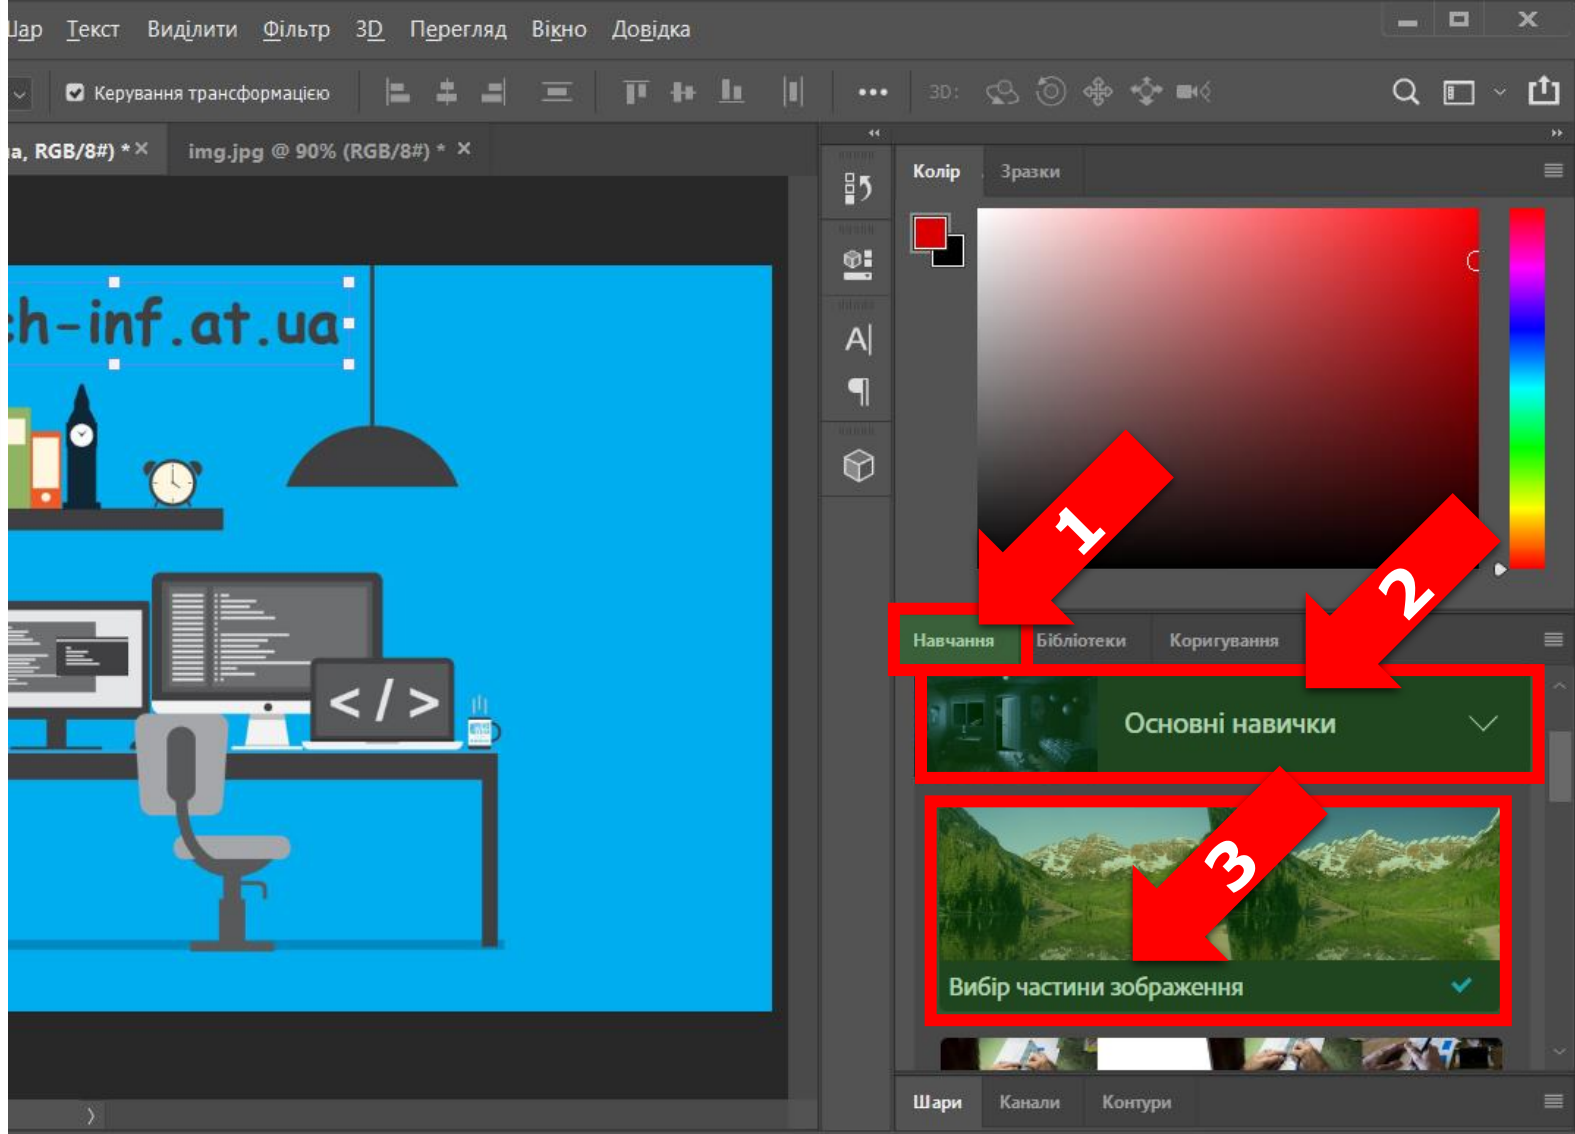 Шар Текст Виділити Фільтр 3D Перегляд Вікно Довідка
Керування трансформацією
3D:
a, RGB/8#) * × img.jpg @ 90% (RGB/8#) * ×
Колір Зразки
ch-inf.at.ua
A|
¶
1
2
Навчання Бібліотеки Коригування
Основні навички
</>
3
Вибір частини зображення
Шари Канали Контури